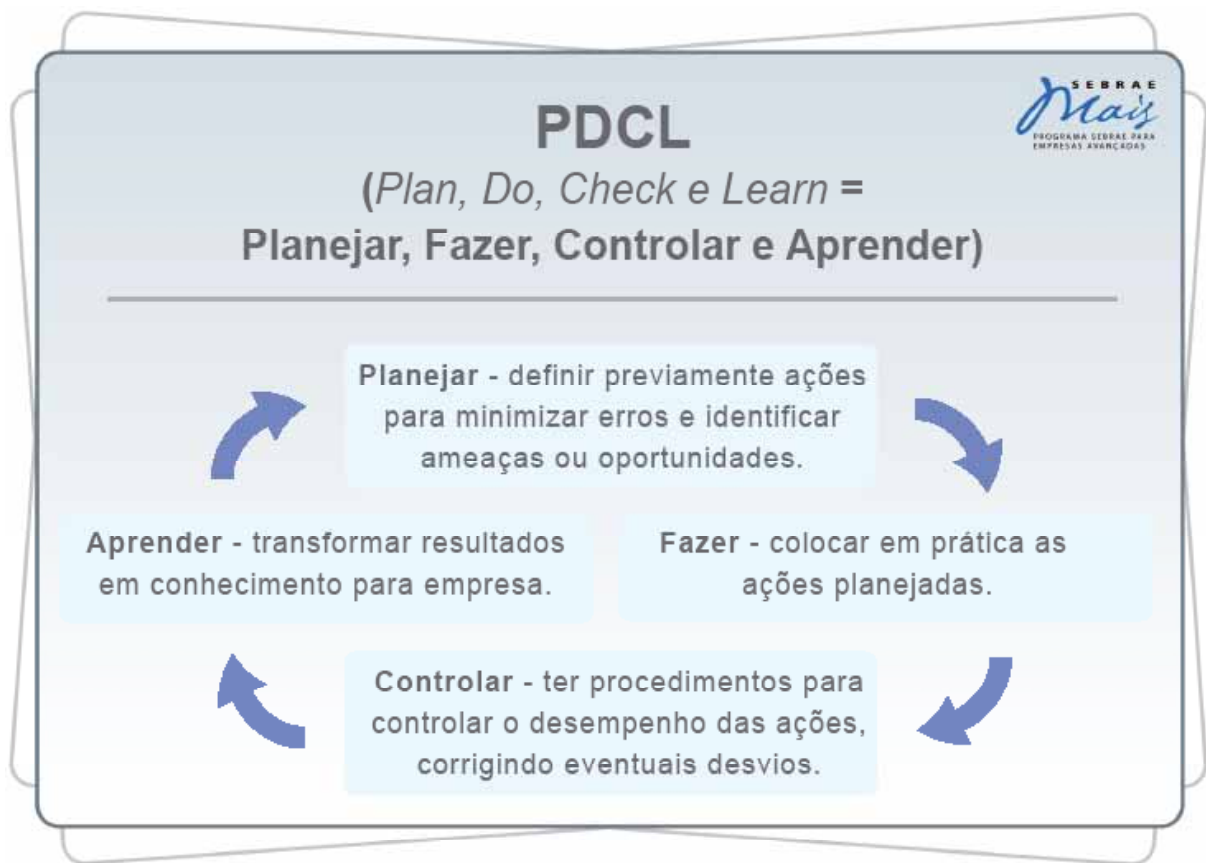 SEBRAE
Mais
PROGRAMA SEBRAE PARA
EMPRESAS AVANÇADAS
PDCL
(Plan, Do, Check e Learn =
Planejar, Fazer, Controlar e Aprender)
Planejar - definir previamente ações
para minimizar erros e identificar
ameaças ou oportunidades.
Fazer - colocar em prática as
ações planejadas.
Controlar - ter procedimentos para
controlar o desempenho das ações,
corrigindo eventuais desvios.
Aprender - transformar resultados
em conhecimento para empresa.